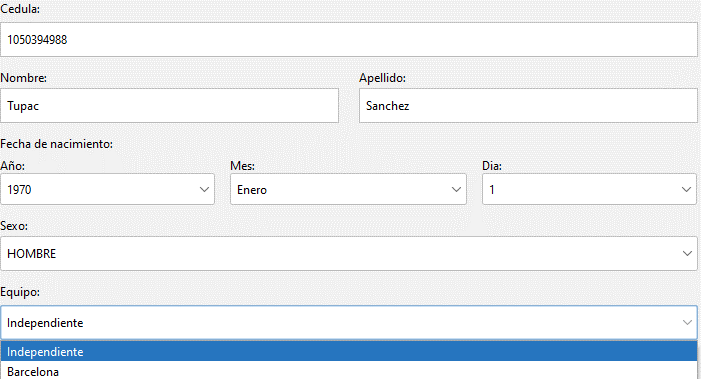 Cedula:
1050394988
Nombre: Apellido:
Tupac Sanchez
Fecha de nacimiento:
Año: Mes: Dia:
1970 Enero 1
Sexo:
HOMBRE
Equipo:
Independiente
Independiente
Barcelona